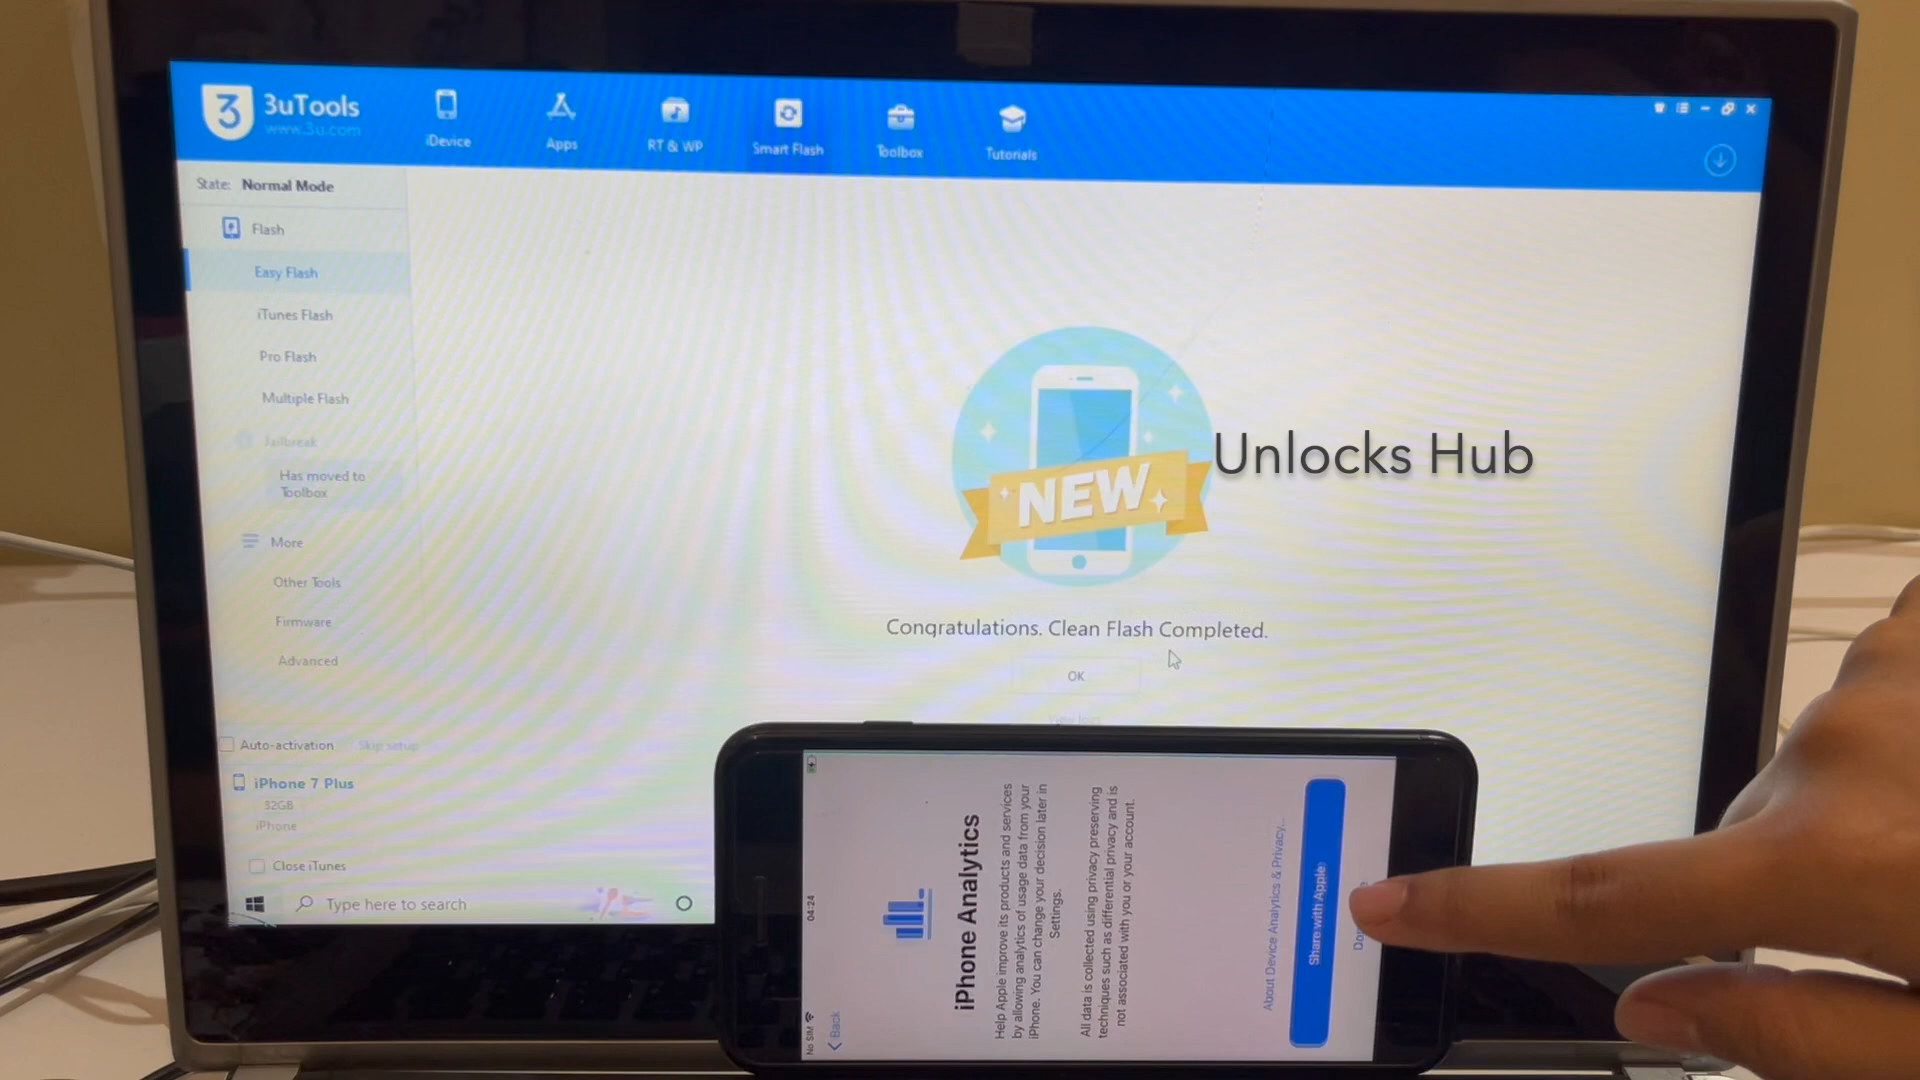 3
3uTools
www.3u.com
iDevice
Apps
RT & WP
Smart Flash
Toolbox
Tutorials
State: Normal Mode
Flash
Easy Flash
iTunes Flash
Pro Flash
Multiple Flash
Jailbreak
Has moved to
Toolbox
More
Other Tools
Firmware
Advanced
Auto-activation
Skip setup
iPhone 7 Plus
32GB
iPhone
Close iTunes
Type here to search
NEW
Unlocks Hub
Congratulations. Clean Flash Completed.
OK
No SIM
04:24
Back
iPhone Analytics
Help Apple improve its products and services
by allowing analytics of usage data from your
iPhone. You can change your decision later in
Settings.
All data is collected using privacy preserving
techniques such as differential privacy and is
not associated with you or your account.
About Device Analytics & Privacy...
Share with Apple